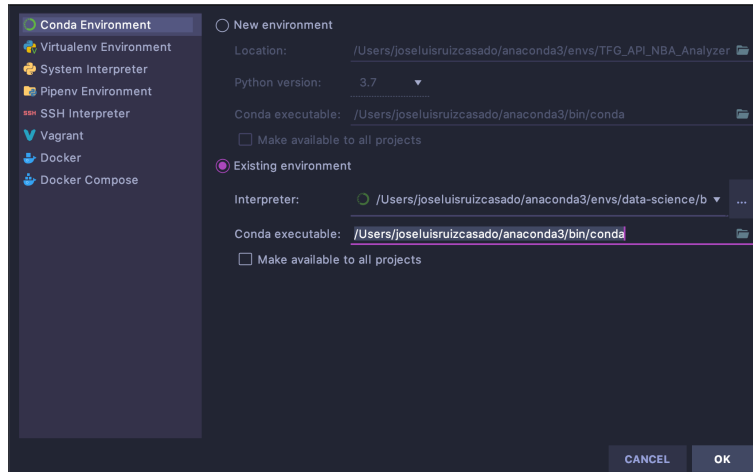 Conda Environment
Virtualenv Environment
System Interpreter
Pipenv Environment
SSH SSH Interpreter
Vagrant
Docker
Docker Compose
New environment
Location: /Users/joseluisruizcasado/anaconda3/envs/TFG_API_NBA_Analyzer
Python version: 3.7
Conda executable: /Users/joseluisruizcasado/anaconda3/bin/conda
Make available to all projects
Existing environment
Interpreter: /Users/joseluisruizcasado/anaconda3/envs/data-science/b ...
Conda executable: /Users/joseluisruizcasado/anaconda3/bin/conda
Make available to all projects
CANCEL OK